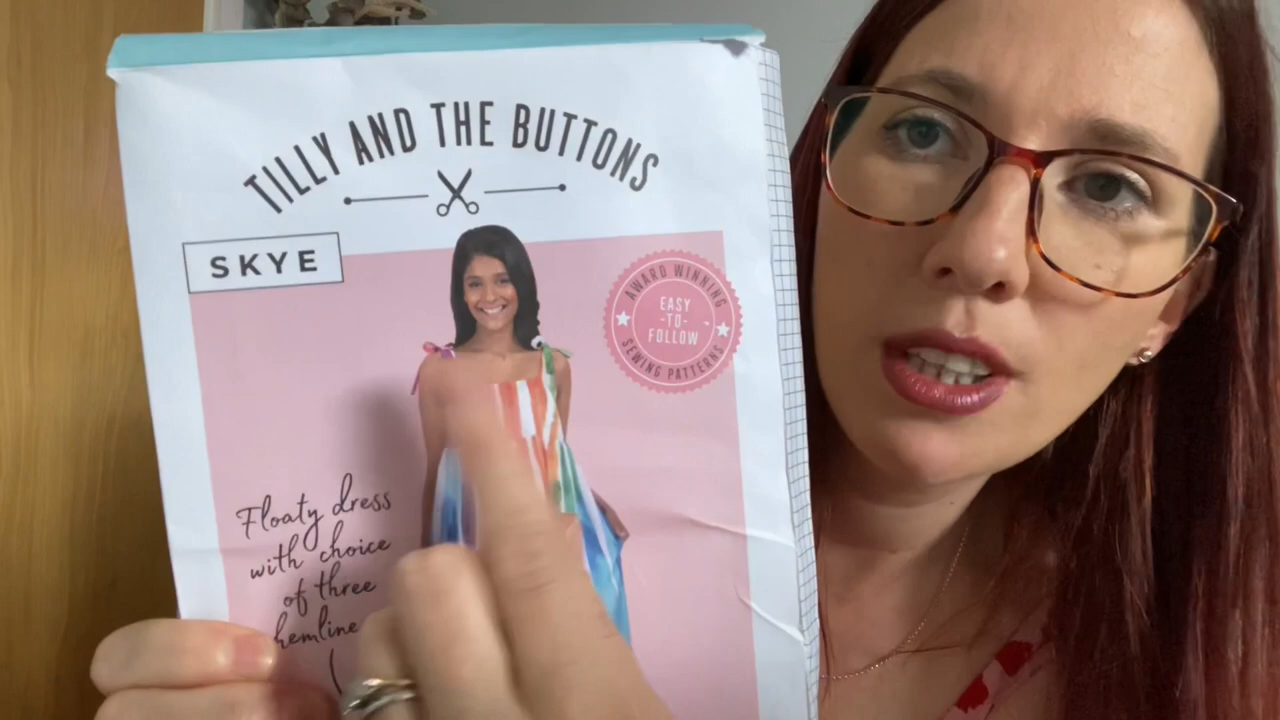 TILLY AND THE BUTTONS
SKYE
AWARD WINNING
EASY
-TO-
FOLLOW
SEWING PATTERNS
Floaty dress
with choice
of three
hemline